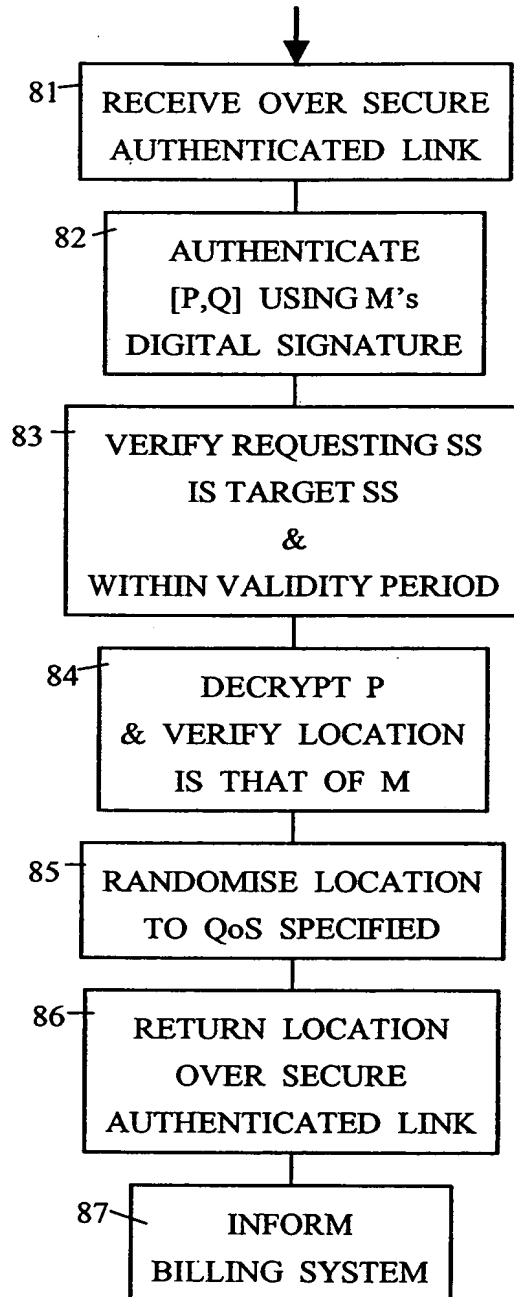 81
RECEIVE OVER SECURE
AUTHENTICATED LINK
82
AUTHENTICATE
[P,Q] USING M's
DIGITAL SIGNATURE
83
VERIFY REQUESTING SS
IS TARGET SS
&
WITHIN VALIDITY PERIOD
84
DECRYPT P
& VERIFY LOCATION
IS THAT OF M
85
RANDOMISE LOCATION
TO QoS SPECIFIED
86
RETURN LOCATION
OVER SECURE
AUTHENTICATED LINK
87
INFORM
BILLING SYSTEM